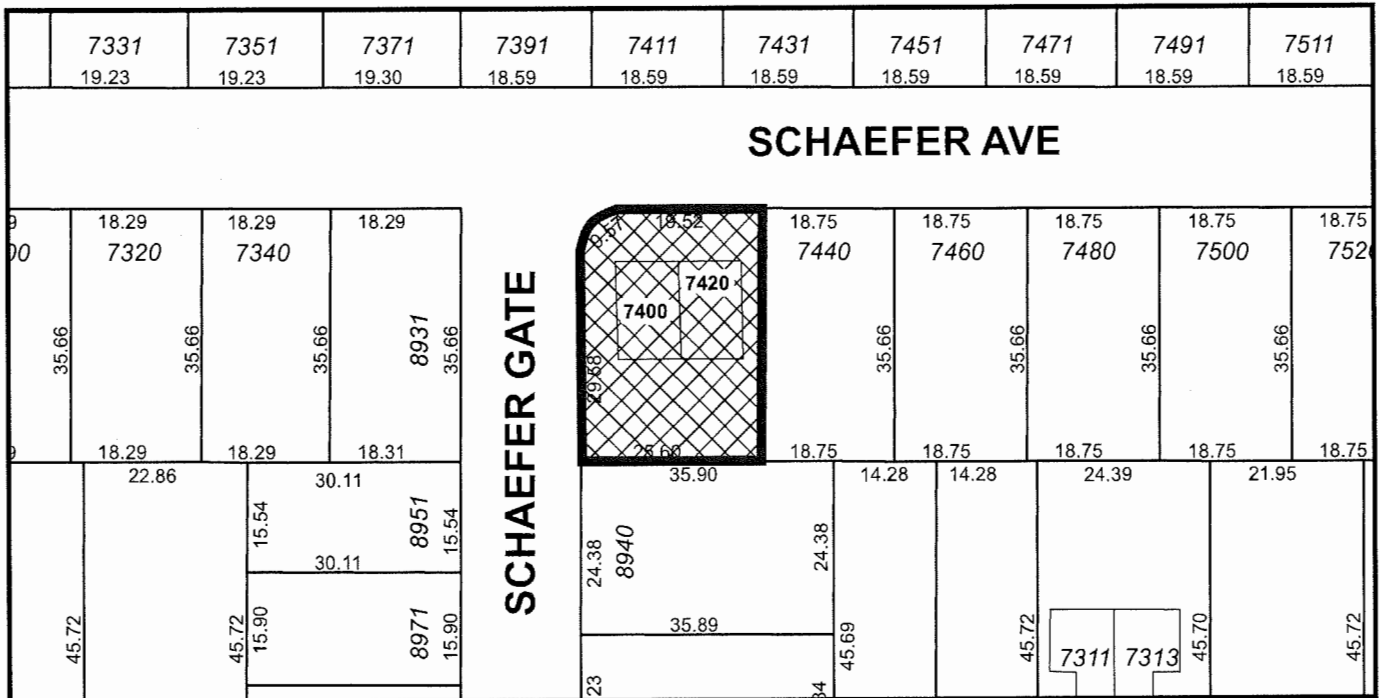 7331 7351 7371 7391 7411 7431 7451 7471 7491 7511
19.23 19.23 19.30 18.59 18.59 18.59 18.59 18.59 18.59 18.59
SCHAEFER AVE
18.29 18.29 18.29 9.57 19.52 18.75 18.75 18.75 18.75 18.75
7320 7340 7440 7460 7480 7500
7420
7400
SCHAEFER GATE
35.66 35.66 35.66 8931 35.66 29.58 35.66 35.66 35.66 35.66
18.29 18.29 18.31 25.60 18.75 18.75 18.75 18.75 18.75
22.86 30.11 35.90 14.28 14.28 24.39 21.95
15.54 8951 15.54 24.38 8940 24.38
30.11
35.89
45.72 45.72 15.90 8971 15.90 45.69 45.72 45.70 45.72
7311 7313